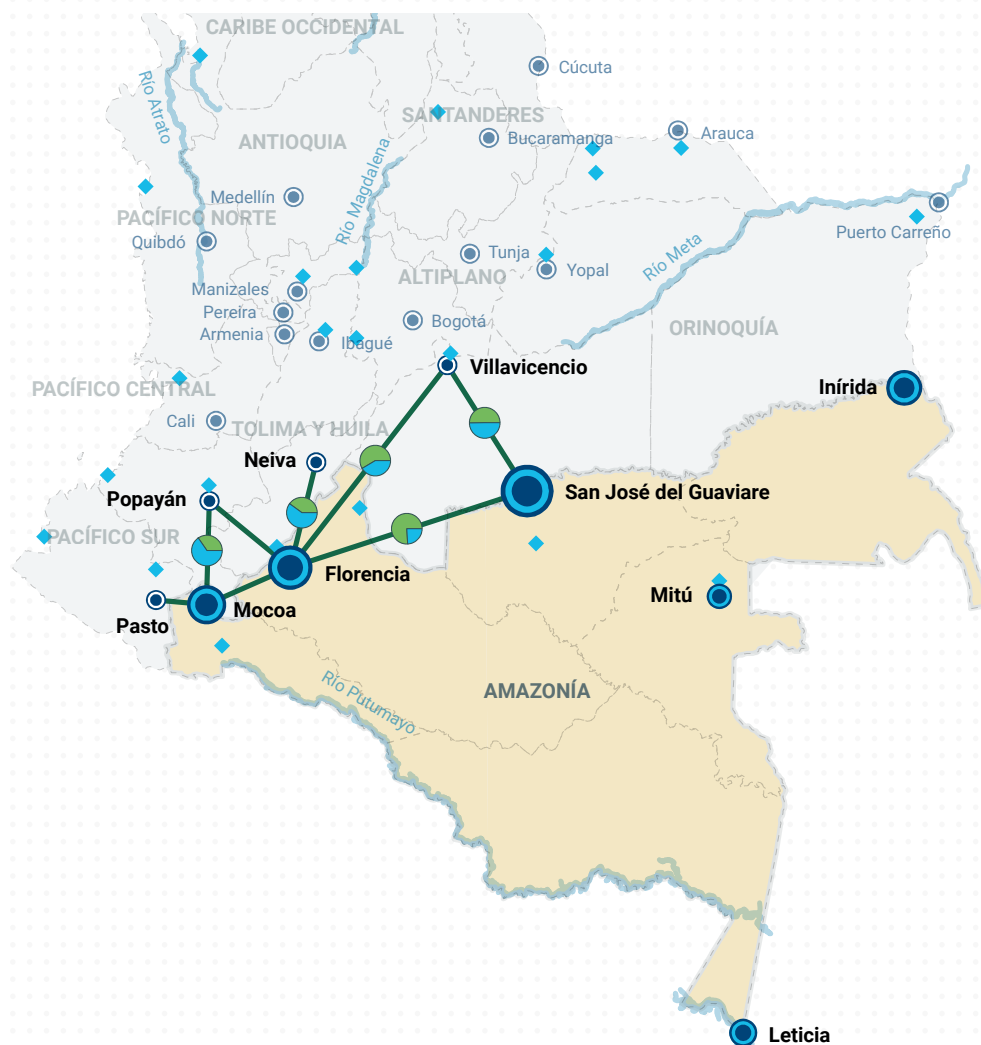 CARIBE OCCIDENTAL
Cúcuta
Río Atrato
SANTANDERES
Arauca
ANTIOQUIA
Bucaramanga
Río Magdalena
Medellín
PACÍFICO NORTE
Puerto Carreño
Quibdó
Tunja
Río Meta
Yopal
ALTIPLANO
Manizales
Pereira
Armenia
Bogotá
Ibagué
ORINOQUÍA
Villavicencio
PACÍFICO CENTRAL
Inírida
Cali
TOLIMA Y HUILA
Neiva
Popayán
San José del Guaviare
PACÍFICO SUR
Florencia
Mitú
Mocoa
Pasto
Río Putumayo
AMAZONÍA
Leticia